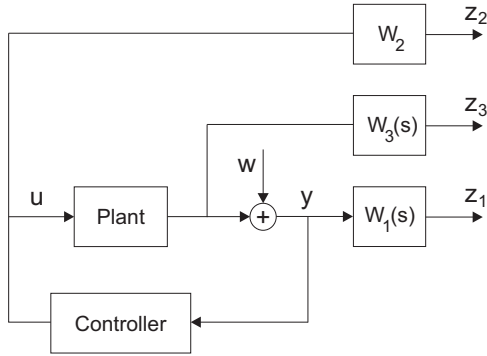 z₂
W₂
z₃
W₃(s)
w
u
Plant
+
y
W₁(s)
z₁
Controller